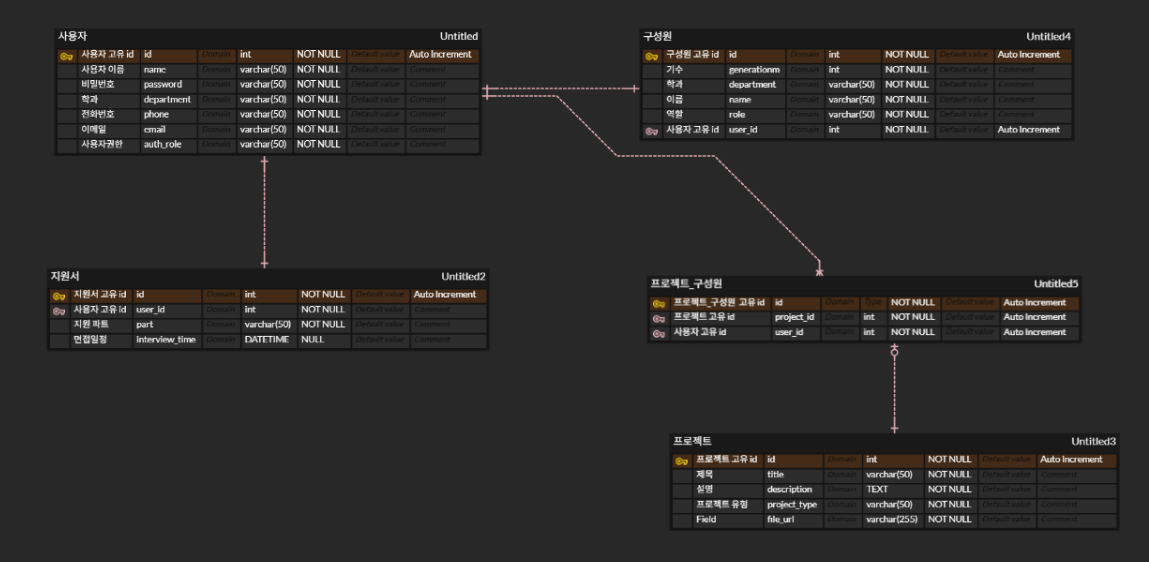 사용자 Untitled
사용자 고유 id id Domain int NOT NULL Default value Auto Increment
사용자 이름 name Domain varchar(50) NOT NULL Default value Comment
비밀번호 password Domain varchar(50) NOT NULL Default value Comment
학과 department Domain varchar(50) NOT NULL Default value Comment
전화번호 phone Domain varchar(50) NOT NULL Default value Comment
이메일 email Domain varchar(50) NOT NULL Default value Comment
사용자권한 auth_role Domain varchar(50) NOT NULL Default value Comment
구성원 Untitled4
구성원 고유 id id Domain int NOT NULL Default value Auto Increment
기수 generationm Domain int NOT NULL Default value Comment
학과 department Domain varchar(50) NOT NULL Default value Comment
이름 name Domain varchar(50) NOT NULL Default value Comment
역할 role Domain varchar(50) NOT NULL Default value Comment
사용자 고유 id user_id Domain int NOT NULL Default value Auto Increment
지원서 Untitled2
지원서 고유 id id Domain int NOT NULL Default value Auto Increment
사용자 고유 id user_id Domain int NOT NULL Default value Comment
지원 파트 part Domain varchar(50) NOT NULL Default value Comment
면접일정 interview_time Domain DATETIME NULL Default value Comment
프로젝트_구성원 Untitled5
프로젝트_구성원 고유 id id Domain Type NOT NULL Default value Auto Increment
프로젝트 고유 id project_id Domain int NOT NULL Default value Auto Increment
사용자 고유 id user_id Domain int NOT NULL Default value Auto Increment
프로젝트 Untitled3
프로젝트 고유 id id Domain int NOT NULL Default value Auto Increment
제목 title Domain varchar(50) NOT NULL Default value Comment
설명 description Domain TEXT NOT NULL Default value Comment
프로젝트 유형 project_type Domain varchar(50) NOT NULL Default value Comment
Field file_url Domain varchar(255) NOT NULL Default value Comment